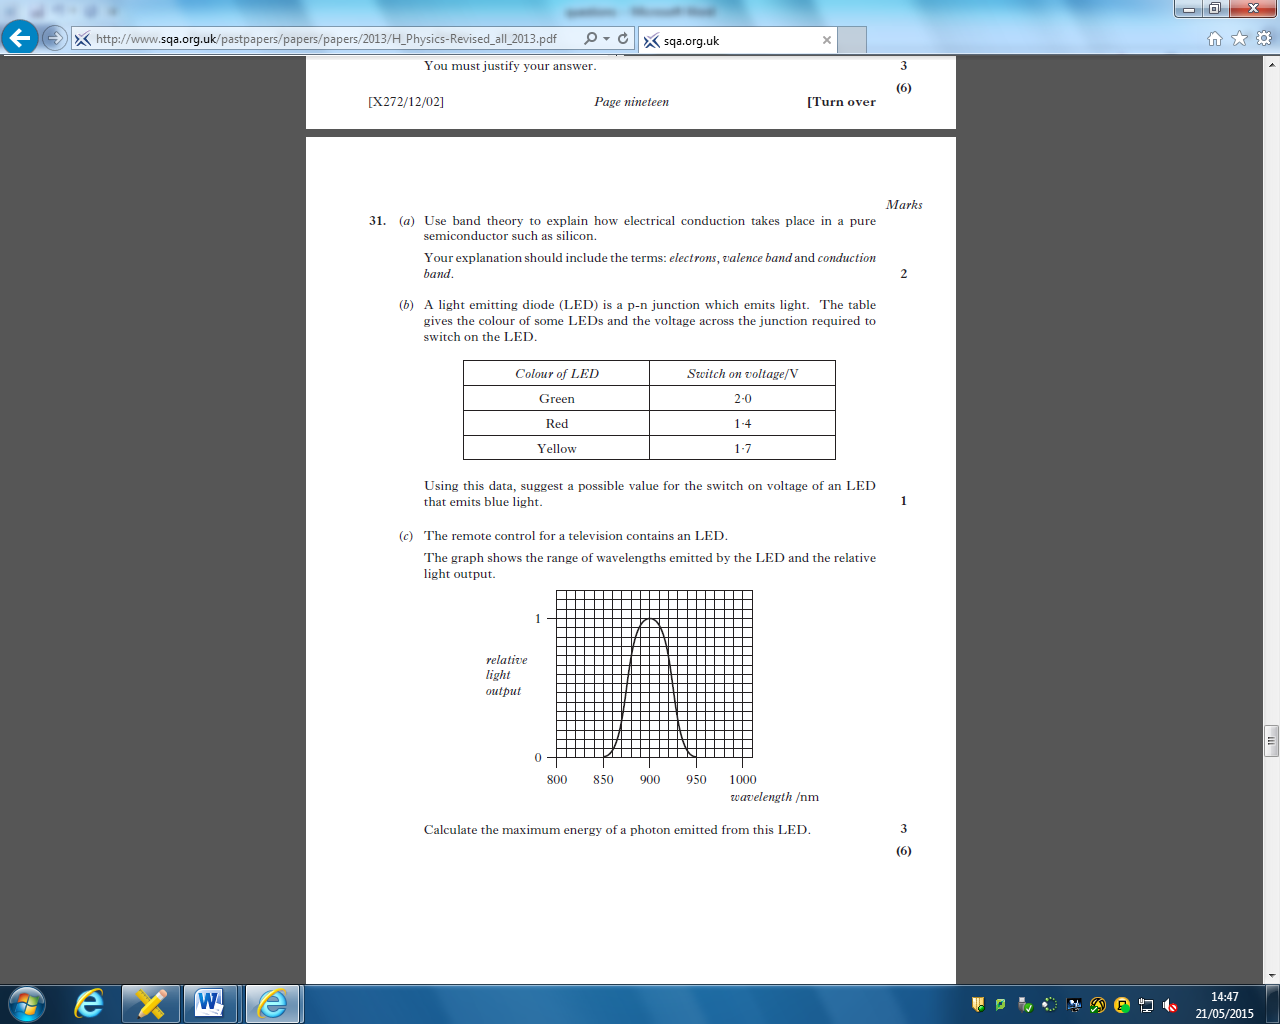 http://www.sqa.org.uk/pastpapers/papers/papers/2013/H_Physics-Revised_all_2013.pdf
sqa.org.uk
You must justify your answer. 3
(6)
[X272/12/02] Page nineteen [Turn over
Marks
31. (a) Use band theory to explain how electrical conduction takes place in a pure
semiconductor such as silicon.
Your explanation should include the terms: electrons, valence band and conduction
band. 2
(b) A light emitting diode (LED) is a p-n junction which emits light. The table
gives the colour of some LEDs and the voltage across the junction required to
switch on the LED.
Colour of LED Switch on voltage/V
Green 2·0
Red 1·4
Yellow 1·7
Using this data, suggest a possible value for the switch on voltage of an LED
that emits blue light. 1
(c) The remote control for a television contains an LED.
The graph shows the range of wavelengths emitted by the LED and the relative
light output.
1
relative
light
output
0
800 850 900 950 1000
wavelength /nm
Calculate the maximum energy of a photon emitted from this LED. 3
(6)
14:47
21/05/2015